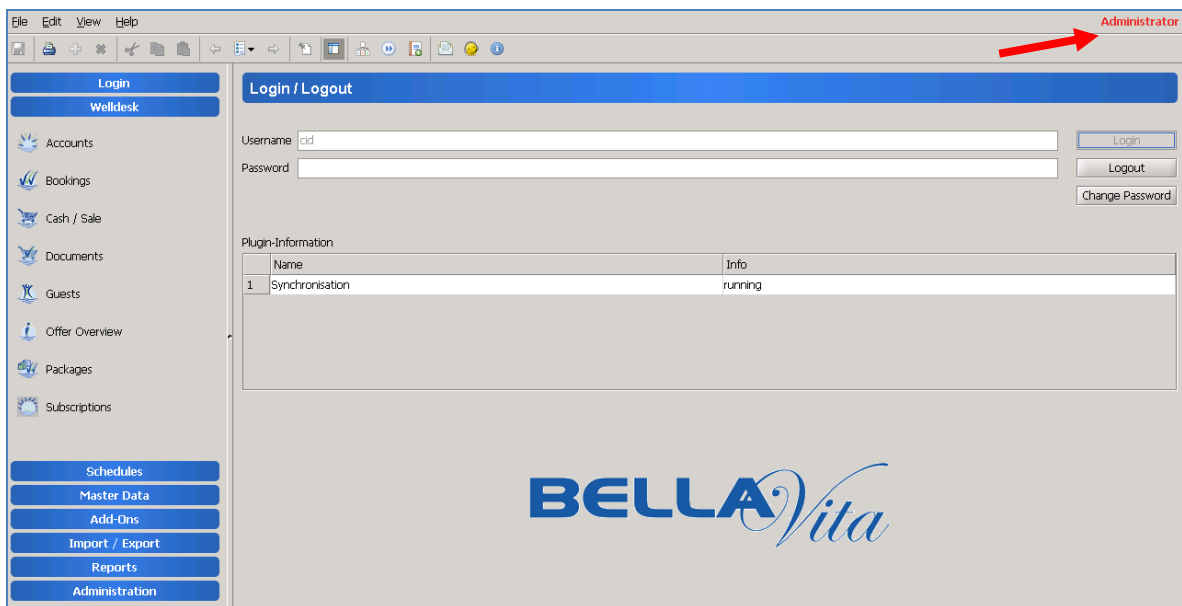 File Edit View Help
Administrator
Login
Welldesk
Accounts
Bookings
Cash / Sale
Documents
Guests
Offer Overview
Packages
Subscriptions
Schedules
Master Data
Add-Ons
Import / Export
Reports
Administration
Login / Logout
Username cid Login
Password Logout
Change Password
Plugin-Information
Name Info
1 Synchronisation running
BELLA Vita